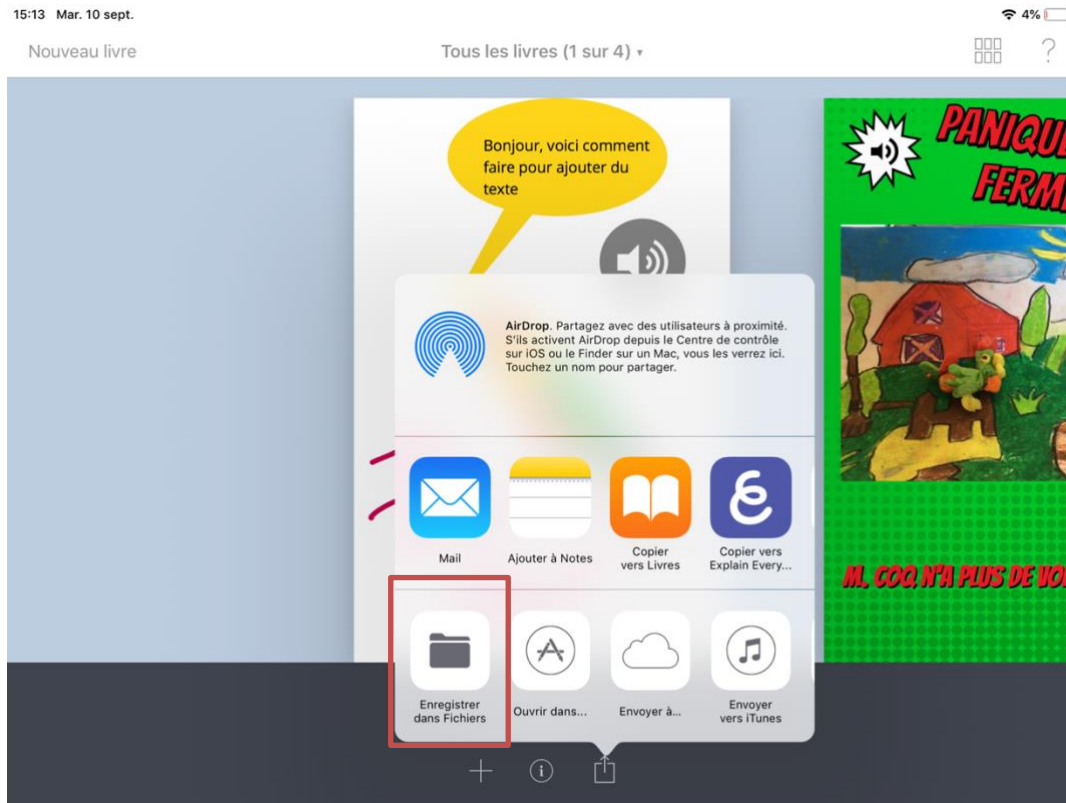 15:13 Mar. 10 sept.
4%
Nouveau livre
Tous les livres (1 sur 4) ▾
?
Bonjour, voici comment
faire pour ajouter du
texte
PANIQUE
FERM
AirDrop. Partagez avec des utilisateurs à proximité.
S'ils activent AirDrop depuis le Centre de contrôle
sur iOS ou le Finder sur un Mac, vous les verrez ici.
Touchez un nom pour partager.
Mail
Ajouter à Notes
Copier
vers Livres
Copier vers
Explain Every...
M. COQ N'A PLUS DE
Enregistrer
dans Fichiers
Ouvrir dans...
Envoyer à...
Envoyer
vers iTunes